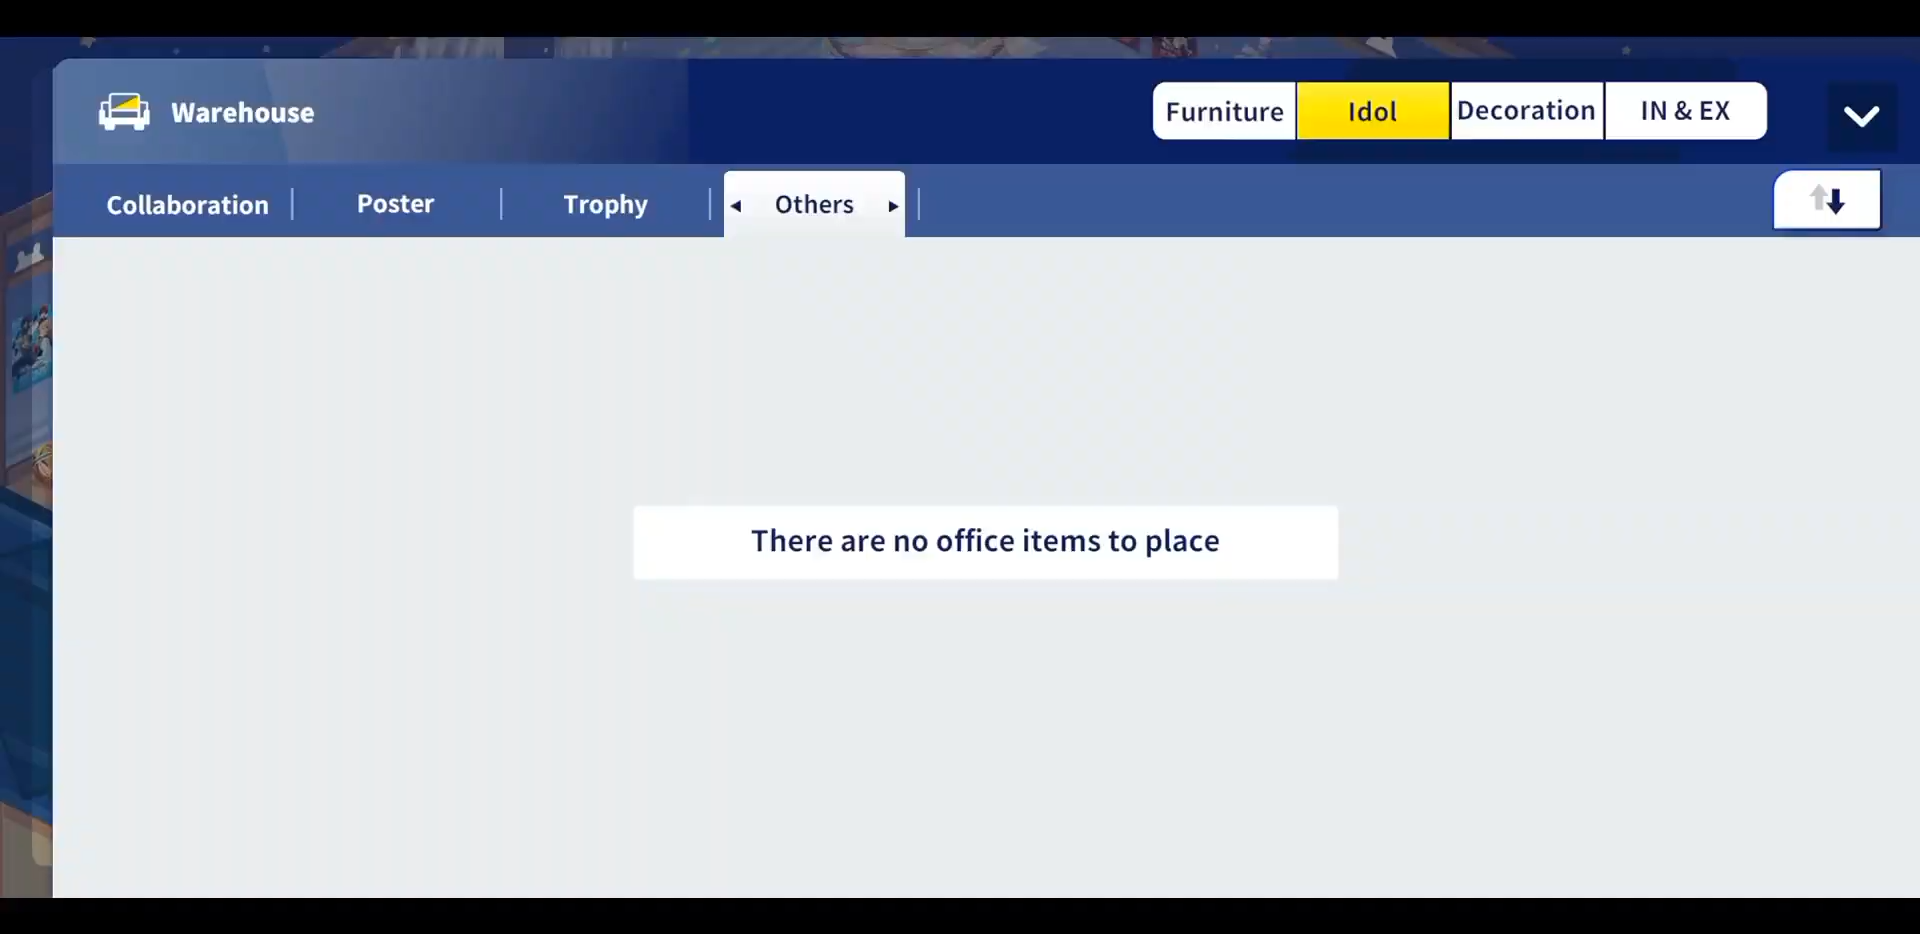 Warehouse
Furniture
Idol
Decoration
IN & EX
Collaboration
Poster
Trophy
Others
There are no office items to place